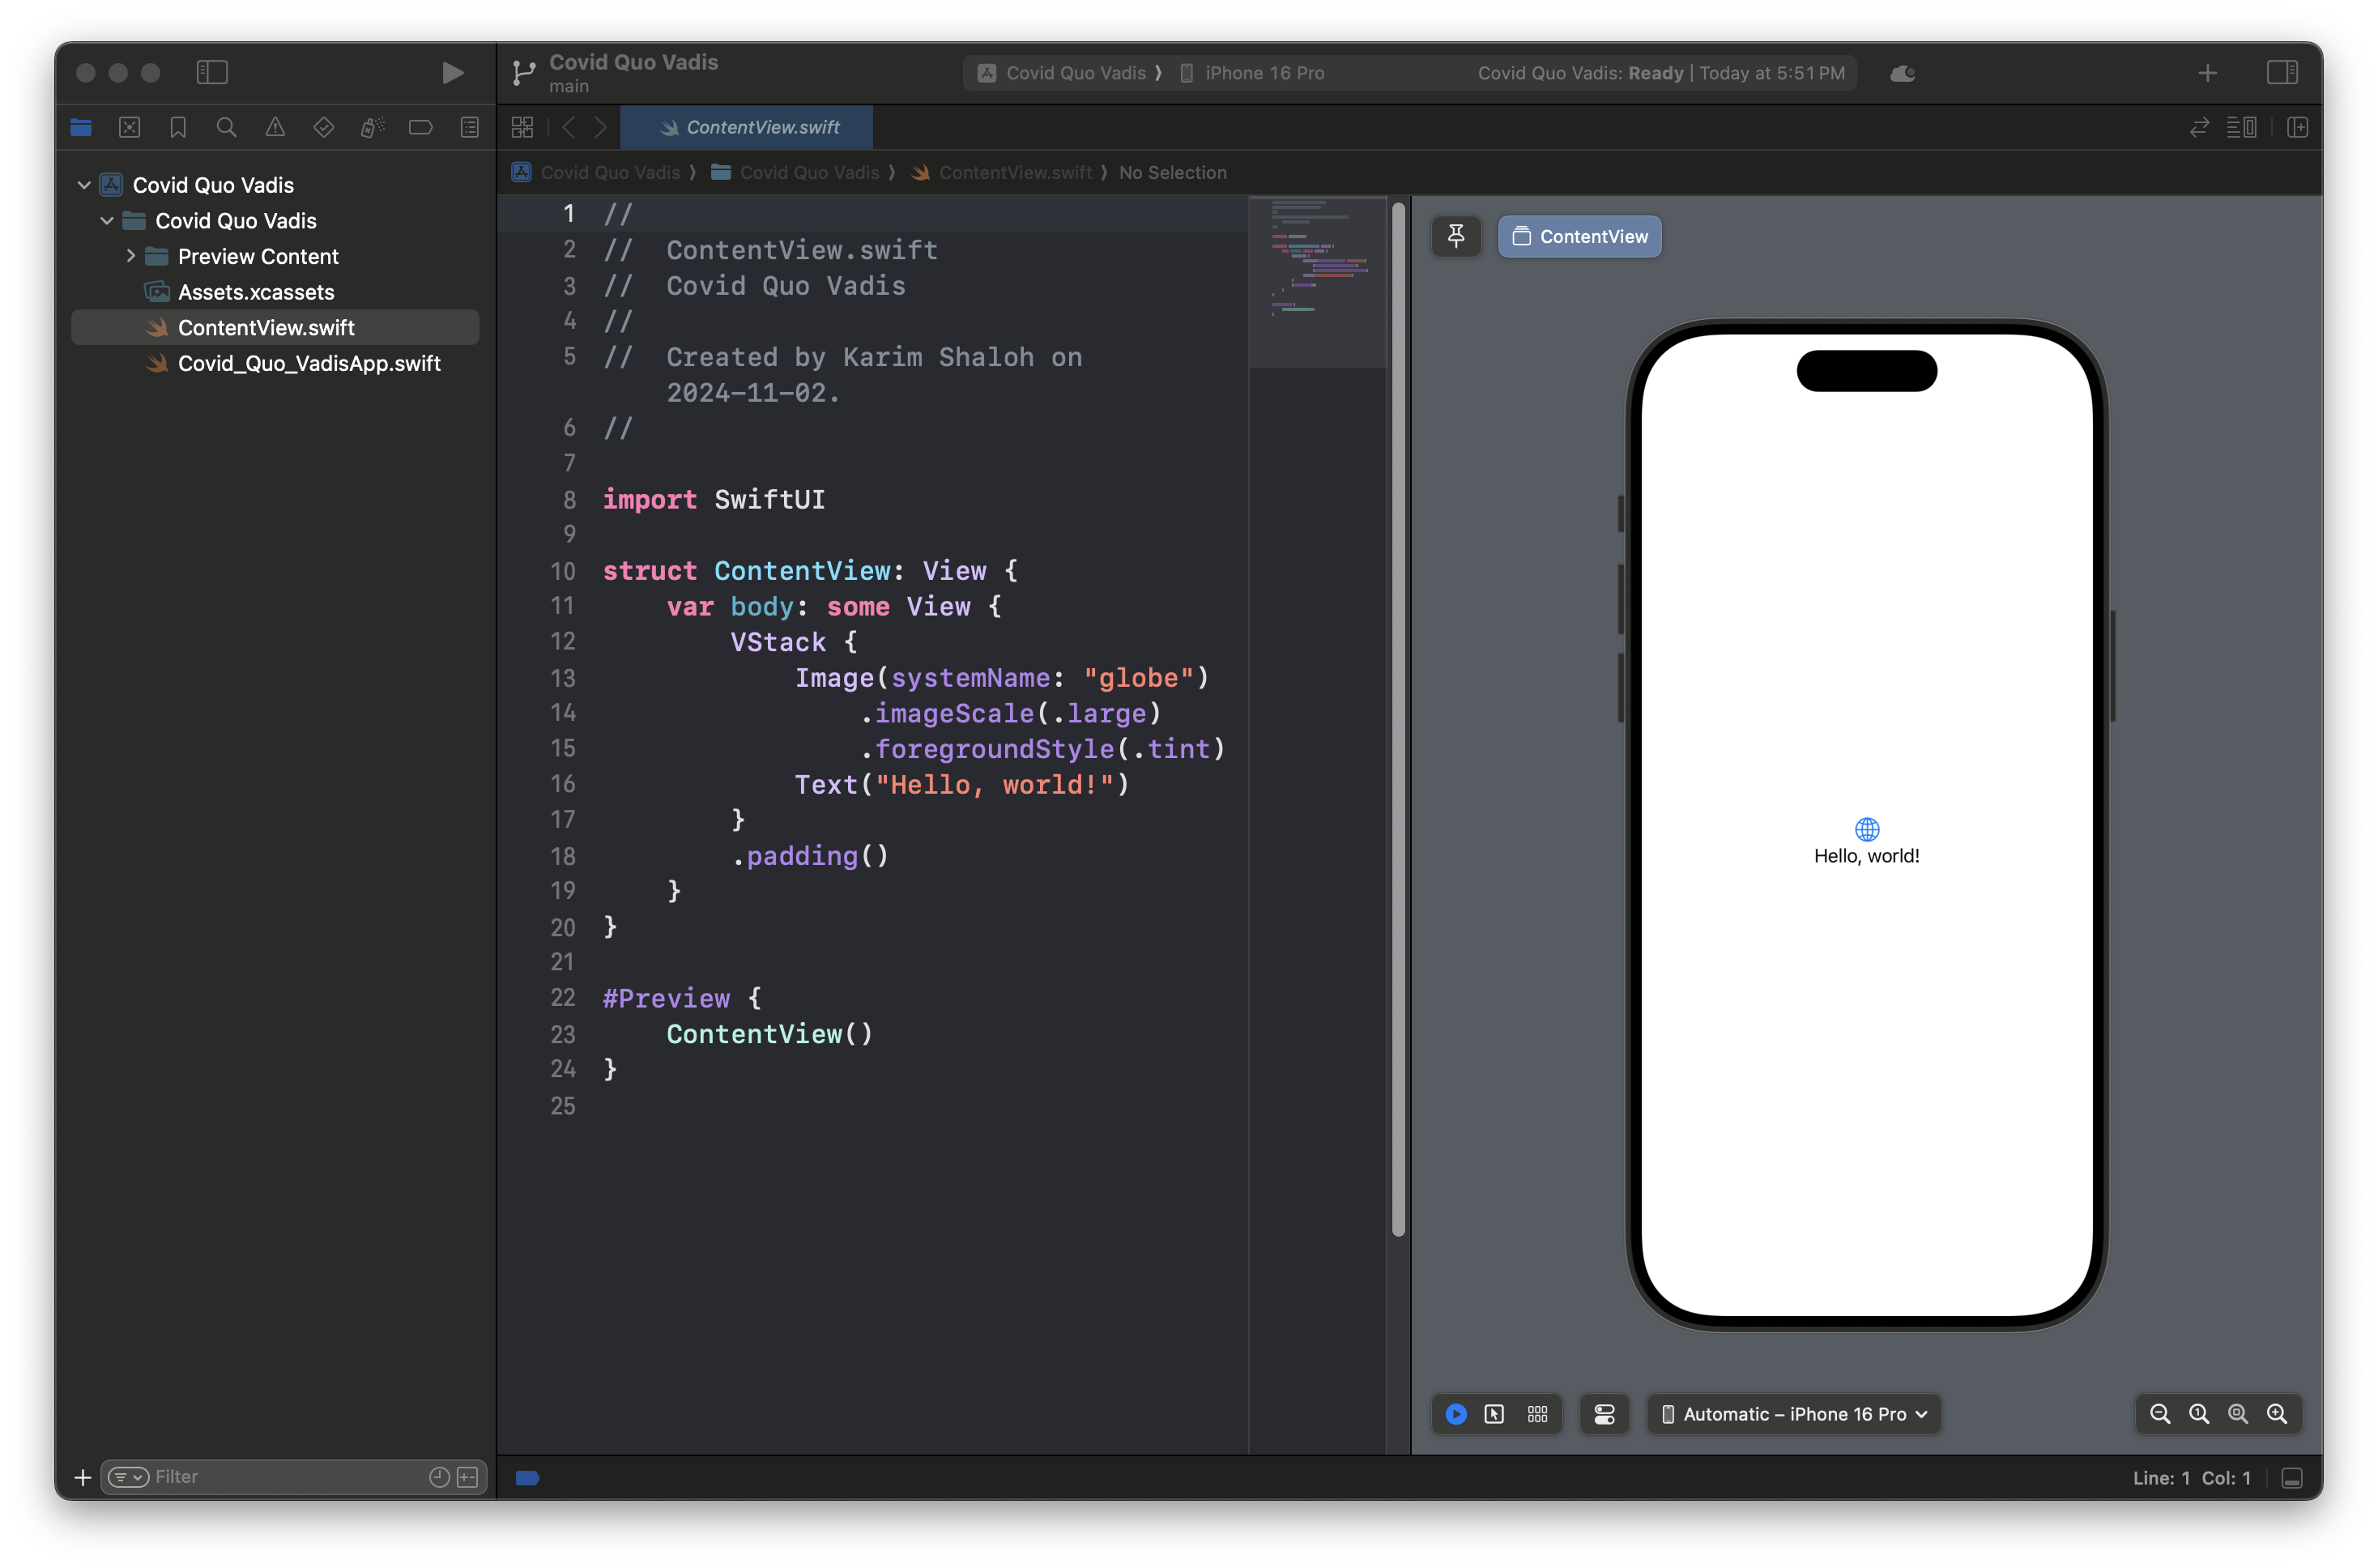 Covid Quo Vadis
main
Covid Quo Vadis ⟩ iPhone 16 Pro
Covid Quo Vadis: Ready | Today at 5:51 PM
ContentView.swift
Covid Quo Vadis ⟩ Covid Quo Vadis ⟩ ContentView.swift ⟩ No Selection
Covid Quo Vadis
Covid Quo Vadis
Preview Content
Assets.xcassets
ContentView.swift
Covid_Quo_VadisApp.swift
Filter
1 //
2 //  ContentView.swift
3 //  Covid Quo Vadis
4 //
5 //  Created by Karim Shaloh on
2024-11-02.
6 //
7
8 import SwiftUI
9
10 struct ContentView: View {
11     var body: some View {
12         VStack {
13             Image(systemName: "globe")
14                 .imageScale(.large)
15                 .foregroundStyle(.tint)
16             Text("Hello, world!")
17         }
18         .padding()
19     }
20 }
21
22 #Preview {
23     ContentView()
24 }
25
ContentView
Hello, world!
Automatic – iPhone 16 Pro
Line: 1 Col: 1